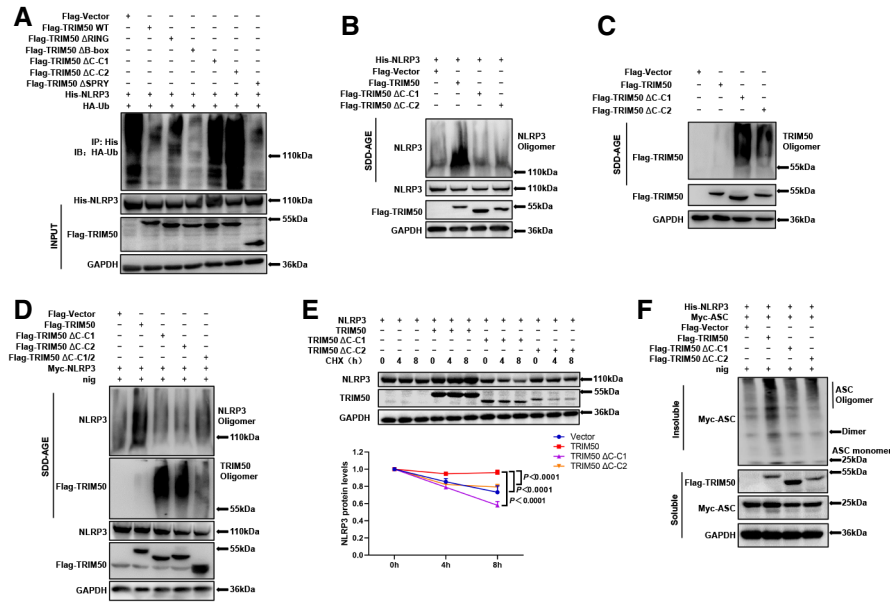 A
Flag-Vector + – – – – – –
Flag-TRIM50 WT – + – – – – –
Flag-TRIM50 ΔRING – – + – – – –
Flag-TRIM50 ΔB-box – – – + – – –
Flag-TRIM50 ΔC-C1 – – – – + – –
Flag-TRIM50 ΔC-C2 – – – – – + –
Flag-TRIM50 ΔSPRY – – – – – – +
His-NLRP3 + + + + + + +
HA-Ub + + + + + + +
IP: His
IB: HA-Ub
110kDa
His-NLRP3
110kDa
INPUT
Flag-TRIM50
55kDa
GAPDH
36kDa
B
His-NLRP3 + + + +
Flag-Vector + – – –
Flag-TRIM50 – + – –
Flag-TRIM50 ΔC-C1 – – + –
Flag-TRIM50 ΔC-C2 – – – +
SDD-AGE
NLRP3
NLRP3
Oligomer
110kDa
NLRP3
110kDa
Flag-TRIM50
55kDa
GAPDH
36kDa
C
Flag-Vector + – – –
Flag-TRIM50 – + – –
Flag-TRIM50 ΔC-C1 – – + –
Flag-TRIM50 ΔC-C2 – – – +
SDD-AGE
Flag-TRIM50
TRIM50
Oligomer
55kDa
Flag-TRIM50
55kDa
GAPDH
36kDa
D
Flag-Vector + – – – –
Flag-TRIM50 – + – – –
Flag-TRIM50 ΔC-C1 – – + – –
Flag-TRIM50 ΔC-C2 – – – + –
Flag-TRIM50 ΔC-C1/2 – – – – +
Myc-NLRP3 + + + + +
nig + + + + +
SDD-AGE
NLRP3
NLRP3
Oligomer
110kDa
Flag-TRIM50
TRIM50
Oligomer
55kDa
NLRP3
110kDa
Flag-TRIM50
55kDa
GAPDH
36kDa
E
NLRP3 + + + + + + + + + + + +
TRIM50 – – – + + + – – – – – –
TRIM50 ΔC-C1 – – – – – – + + + – – –
TRIM50 ΔC-C2 – – – – – – – – – + + +
CHX (h) 0 4 8 0 4 8 0 4 8 0 4 8
NLRP3
110kDa
TRIM50
55kDa
GAPDH
36kDa
NLRP3 protein levels
1.5
1.0
0.5
0.0
0h 4h 8h
Vector
TRIM50
TRIM50 ΔC-C1
TRIM50 ΔC-C2
P<0.0001
P<0.0001
P<0.0001
F
His-NLRP3 + + + +
Myc-ASC + + + +
Flag-Vector + – – –
Flag-TRIM50 – + – –
Flag-TRIM50 ΔC-C1 – – + –
Flag-TRIM50 ΔC-C2 – – – +
nig + + + +
Insoluble
Myc-ASC
ASC
Oligomer
Dimer
ASC monomer
25kDa
Soluble
Flag-TRIM50
55kDa
Myc-ASC
25kDa
GAPDH
36kDa